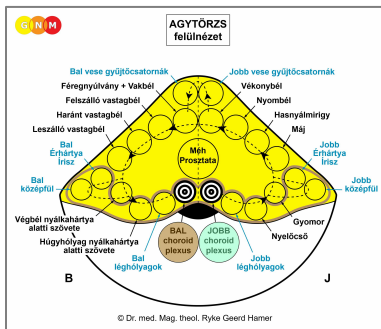 G N M
AGYTÖRZS
felülnézet
Bal vese gyűjtőcsatornák
Jobb vese gyűjtőcsatornák
Féregnyúlvány + Vakbél
Vékonybél
Felszálló vastagbél
Nyombél
Haránt vastagbél
Hasnyálmirigy
Leszálló vastagbél
Máj
Bal
Érhártya
Írisz
Méh
Prosztata
Jobb
Érhártya
Írisz
Bal
középfül
Jobb
középfül
Végbél nyálkahártya
alatti szövete
Gyomor
Húgyhólyag nyálkahártya
alatti szövete
Nyelőcső
BAL
choroid
plexus
JOBB
choroid
plexus
Bal
léghólyagok
Jobb
léghólyagok
B
J
© Dr. med. Mag. theol. Ryke Geerd Hamer